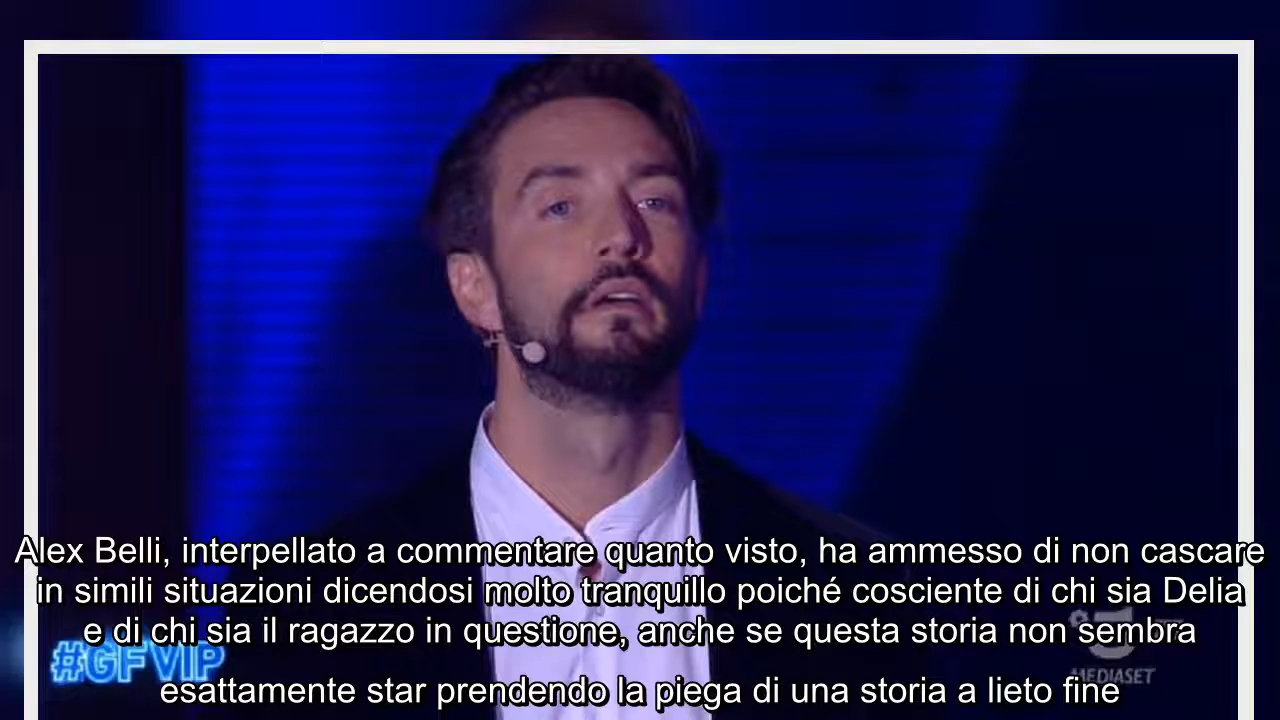 Alex Belli, interpellato a commentare quanto visto, ha ammesso di non cascare
in simili situazioni dicendosi molto tranquillo poiché cosciente di chi sia Delia
e di chi sia il ragazzo in questione, anche se questa storia non sembra
#GFVIP
MEDIASET
esattamente star prendendo la piega di una storia a lieto fine